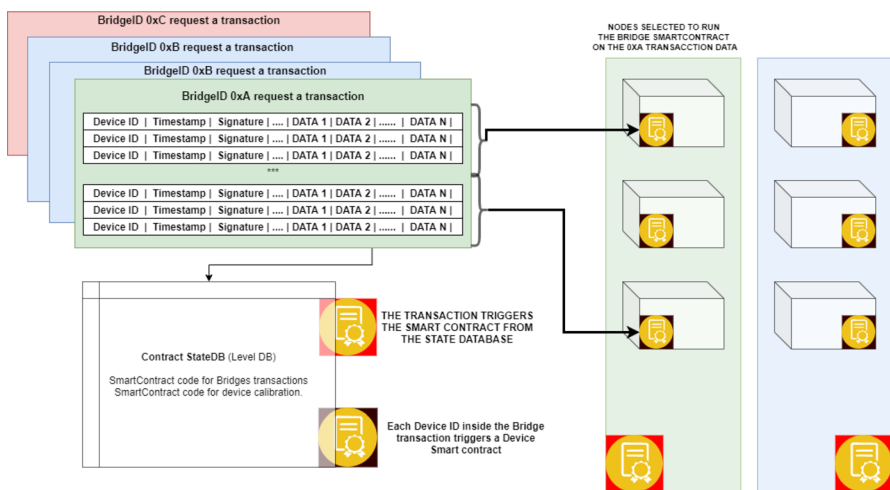 BridgeID 0xC request a transaction
BridgeID 0xB request a transaction
BridgeID 0xB request a transaction
BridgeID 0xA request a transaction
Device ID | Timestamp | Signature | .... | DATA 1 | DATA 2 | ...... | DATA N |
Device ID | Timestamp | Signature | .... | DATA 1 | DATA 2 | ...... | DATA N |
Device ID | Timestamp | Signature | .... | DATA 1 | DATA 2 | ...... | DATA N |
***
Device ID | Timestamp | Signature | .... | DATA 1 | DATA 2 | ...... | DATA N |
Device ID | Timestamp | Signature | .... | DATA 1 | DATA 2 | ...... | DATA N |
Device ID | Timestamp | Signature | .... | DATA 1 | DATA 2 | ...... | DATA N |
NODES SELECTED TO RUN
THE BRIDGE SMARTCONTRACT
ON THE 0XA TRANSACCTION DATA
Contract StateDB (Level DB)
SmartContract code for Bridges transactions
SmartContract code for device calibration.
THE TRANSACTION TRIGGERS
THE SMART CONTRACT FROM
THE STATE DATABASE
Each Device ID inside the Bridge
transaction triggers a Device
Smart contract